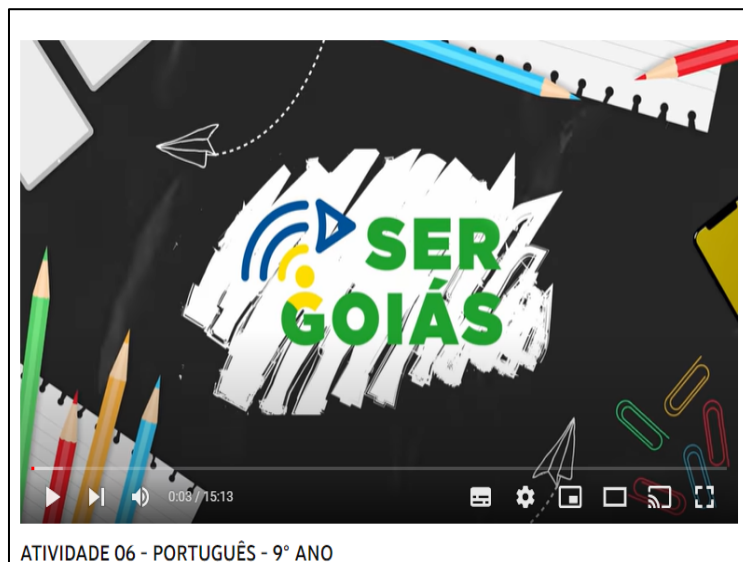 SER
GOIÁS
0:03 / 15:13
ATIVIDADE 06 - PORTUGUÊS - 9° ANO